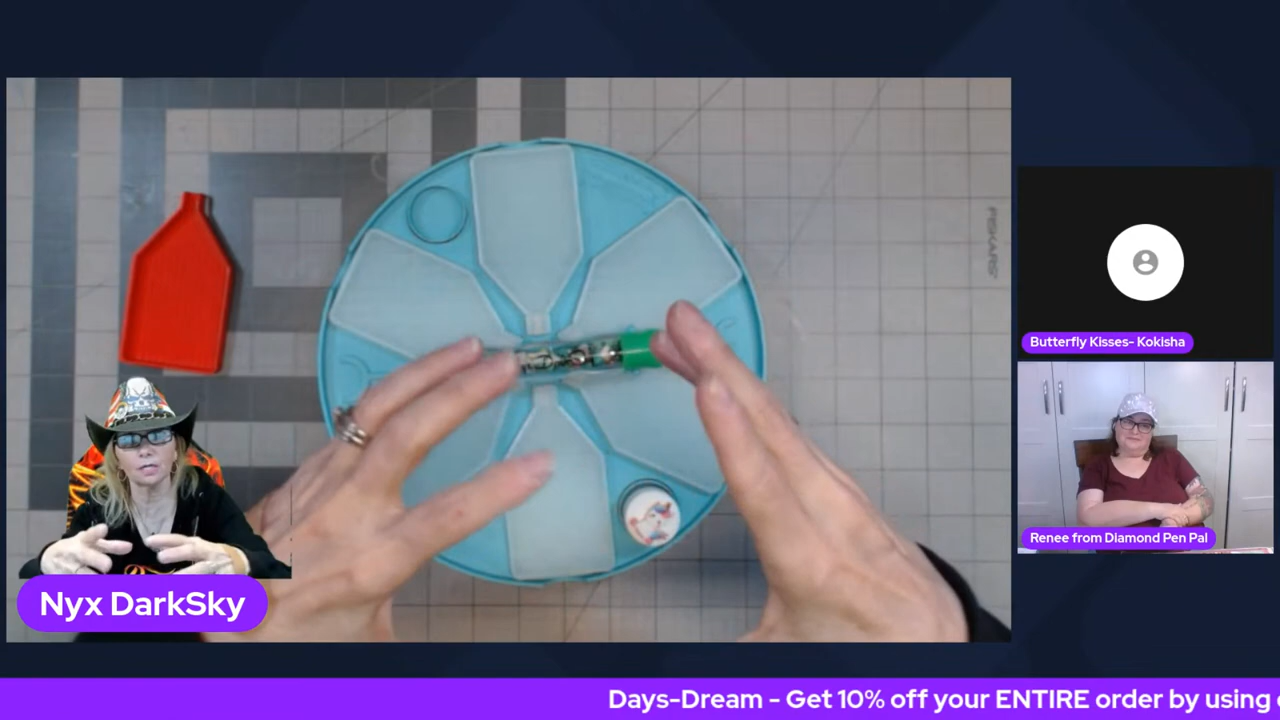 FISKARS
Butterfly Kisses- Kokisha
Renee from Diamond Pen Pal
Nyx DarkSky
Days-Dream - Get 10% off your ENTIRE order by using